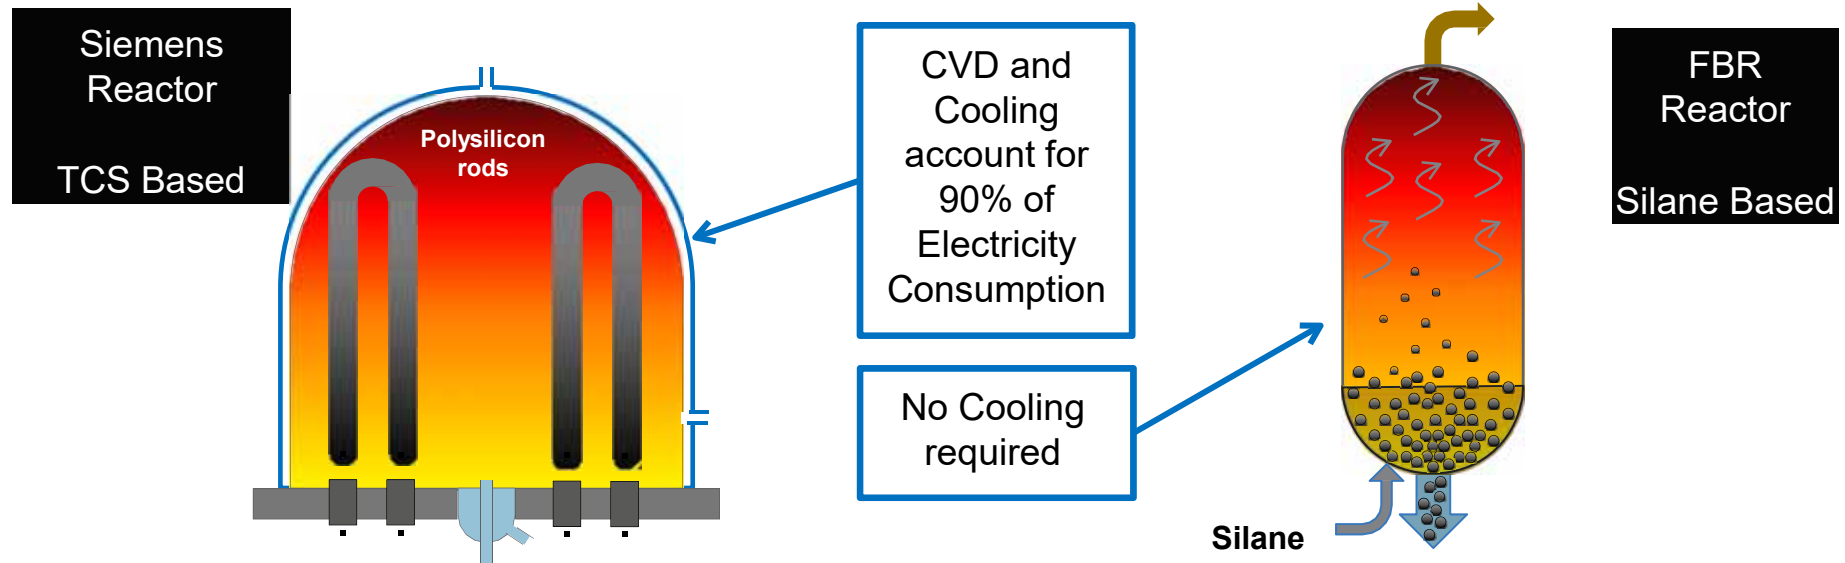 Siemens
Reactor
TCS Based
Polysilicon
rods
CVD and
Cooling
account for
90% of
Electricity
Consumption
No Cooling
required
Silane
FBR
Reactor
Silane Based